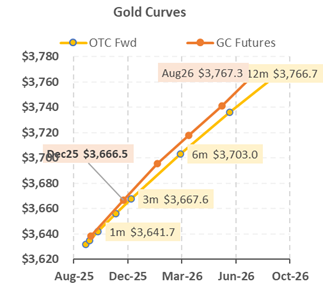 Gold Curves
OTC Fwd GC Futures
$3,780
$3,760
$3,740
$3,720
$3,700
$3,680
$3,660
$3,640
$3,620
Aug26 $3,767.3
12m $3,766.7
Dec25 $3,666.5
6m $3,703.0
3m $3,667.6
1m $3,641.7
Aug-25 Dec-25 Mar-26 Jun-26 Oct-26